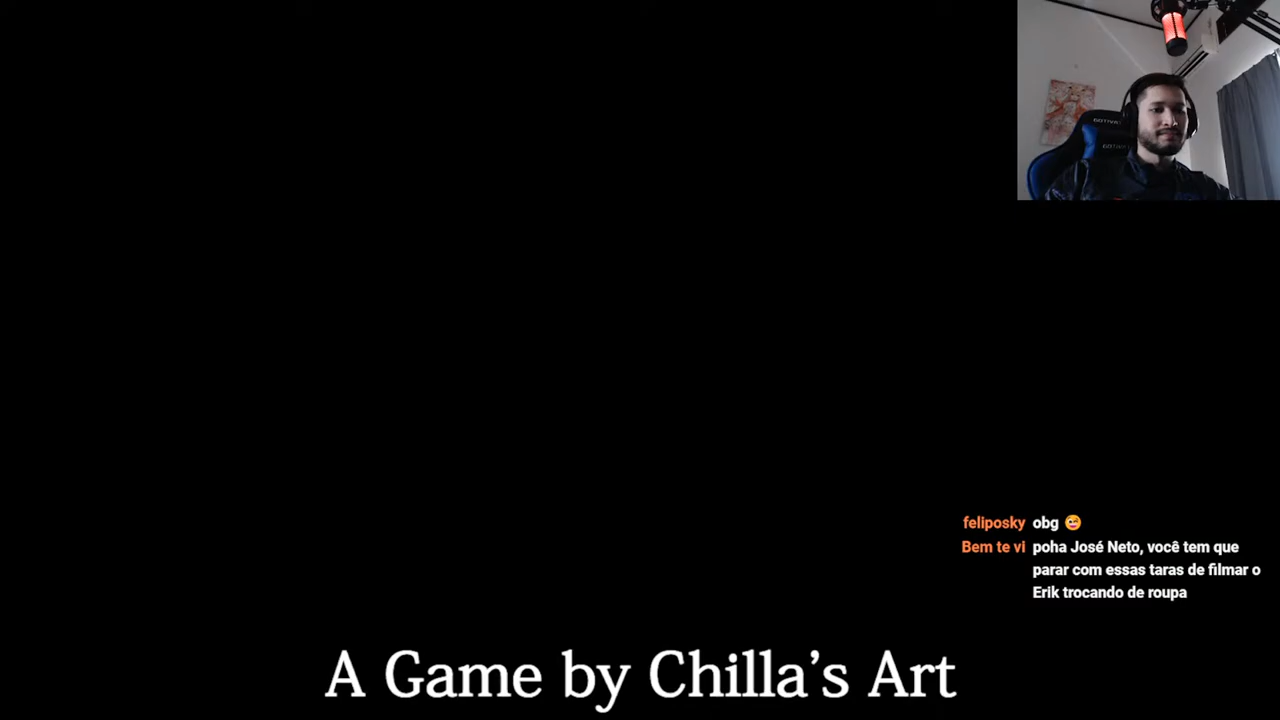 feliposky obg
Bem te vi poha José Neto, você tem que
parar com essas taras de filmar o
Erik trocando de roupa
A Game by Chilla’s Art